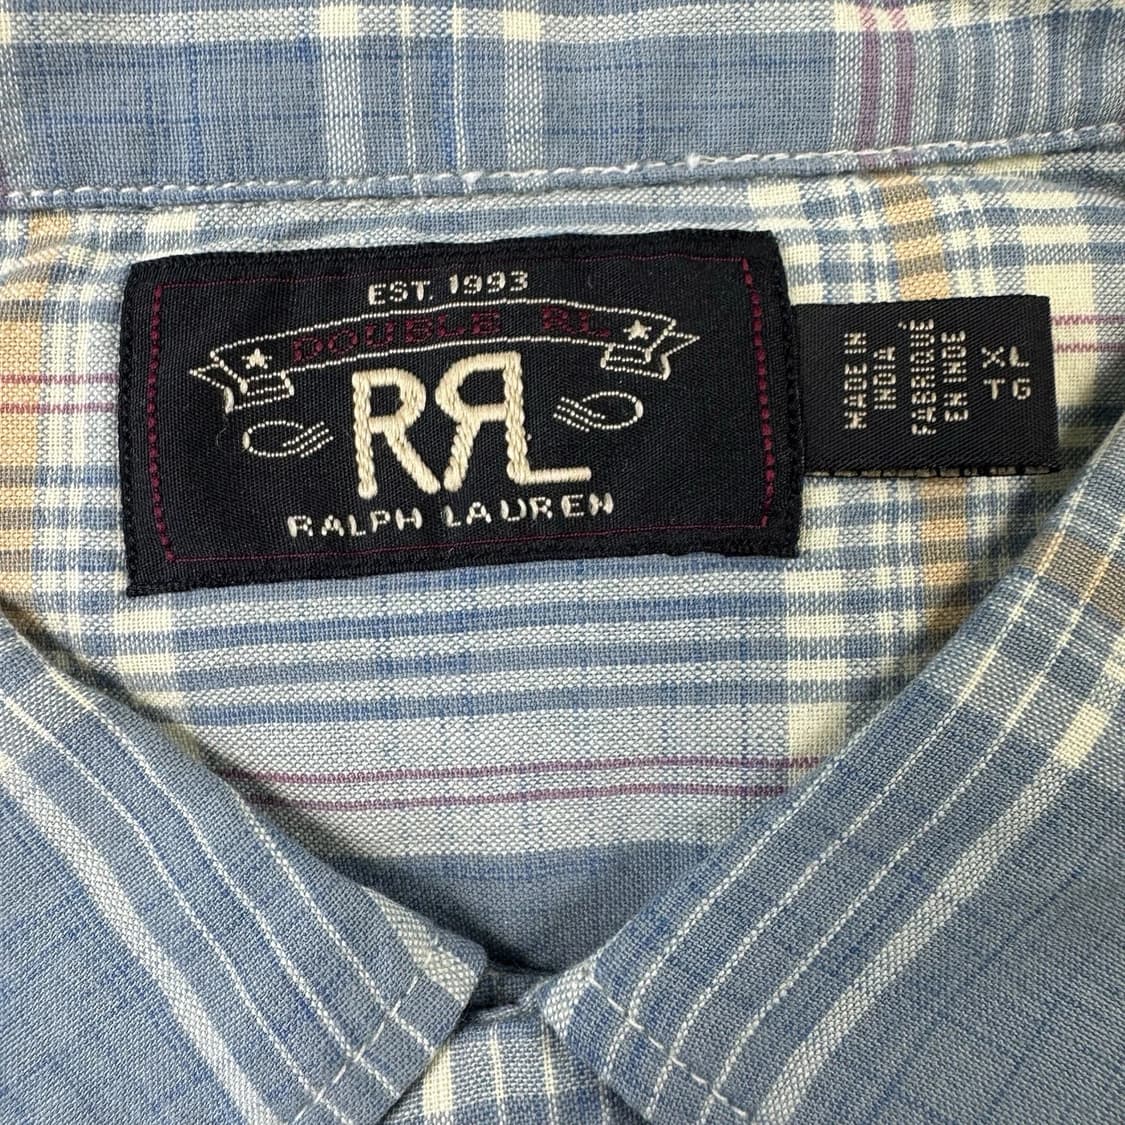 EST. 1993
DOUBLE RL
RRL
RALPH LAUREN
MADE IN
INDIA
FABRIQUÉ
EN INDE
XL
TG